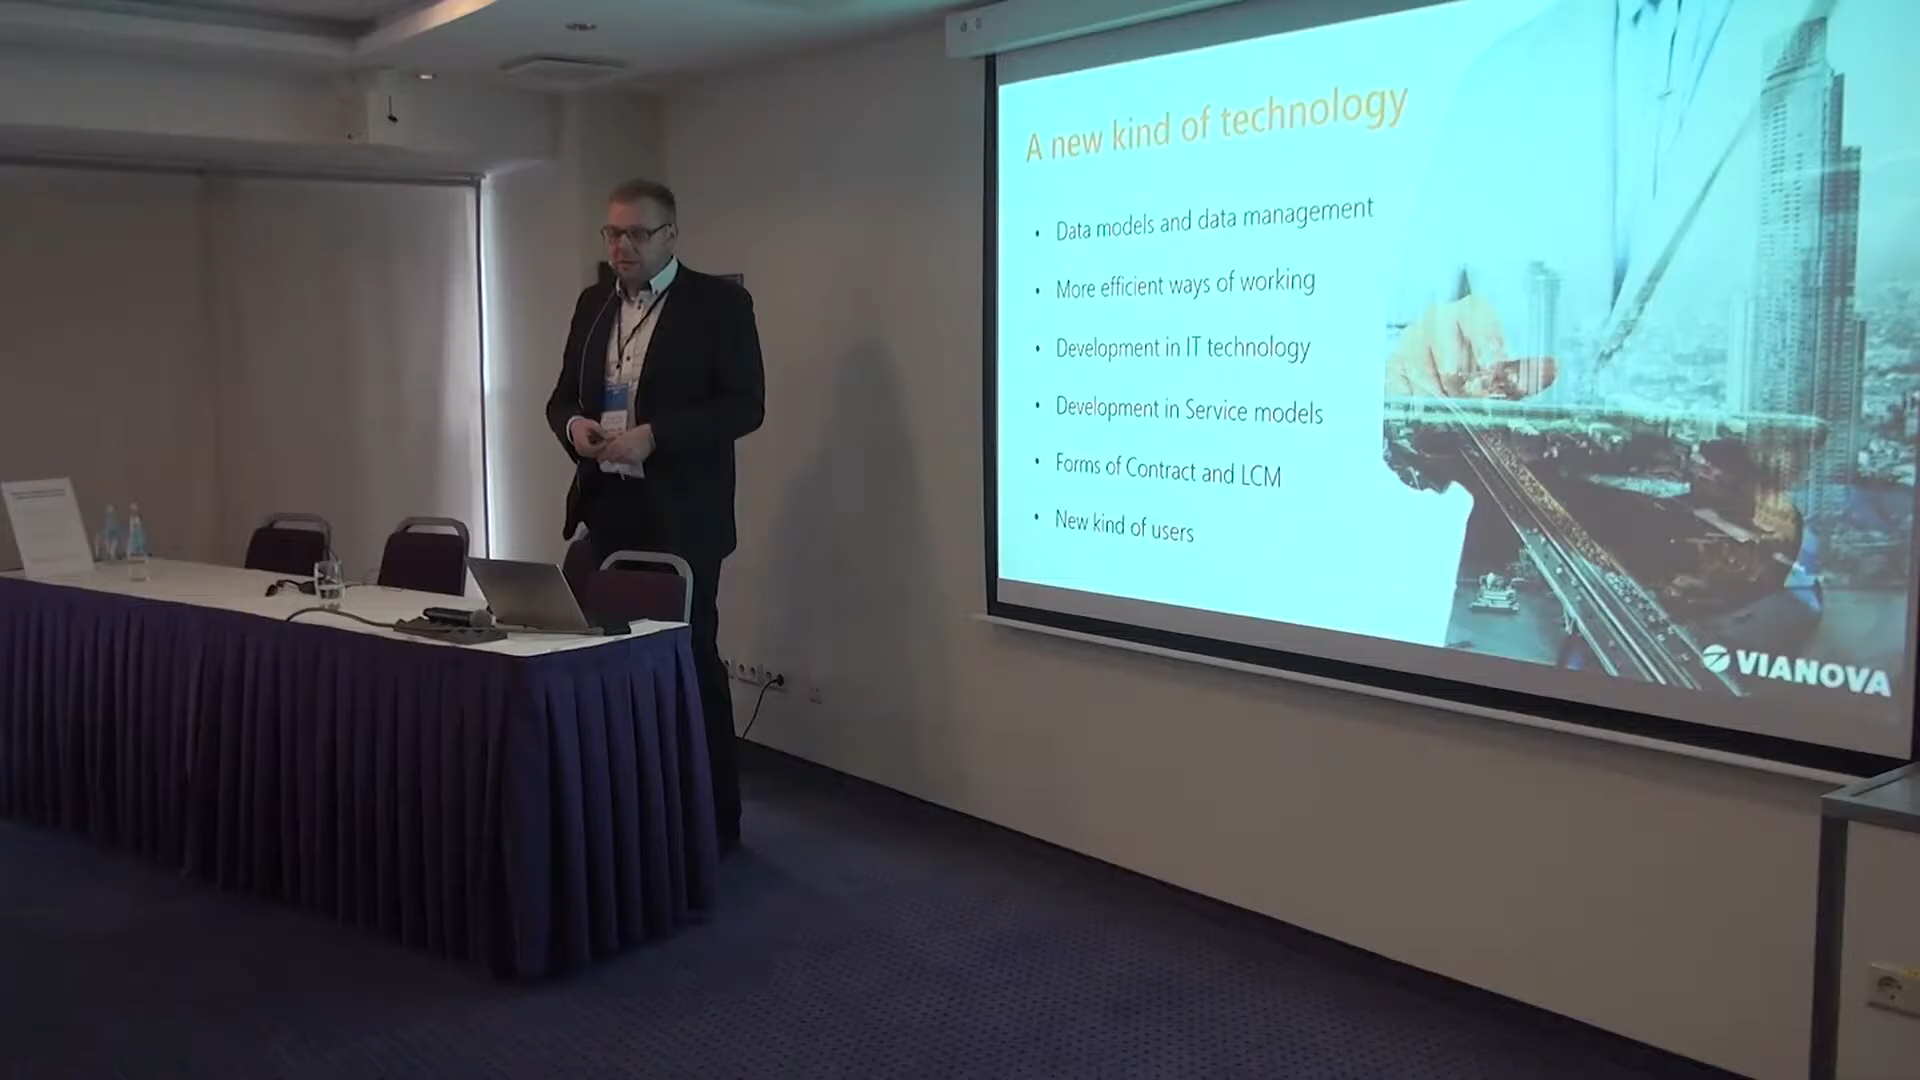 A new kind of technology
• Data models and data management
• More efficient ways of working
• Development in IT technology
• Development in Service models
• Forms of Contract and LCM
• New kind of users
VIANOVA